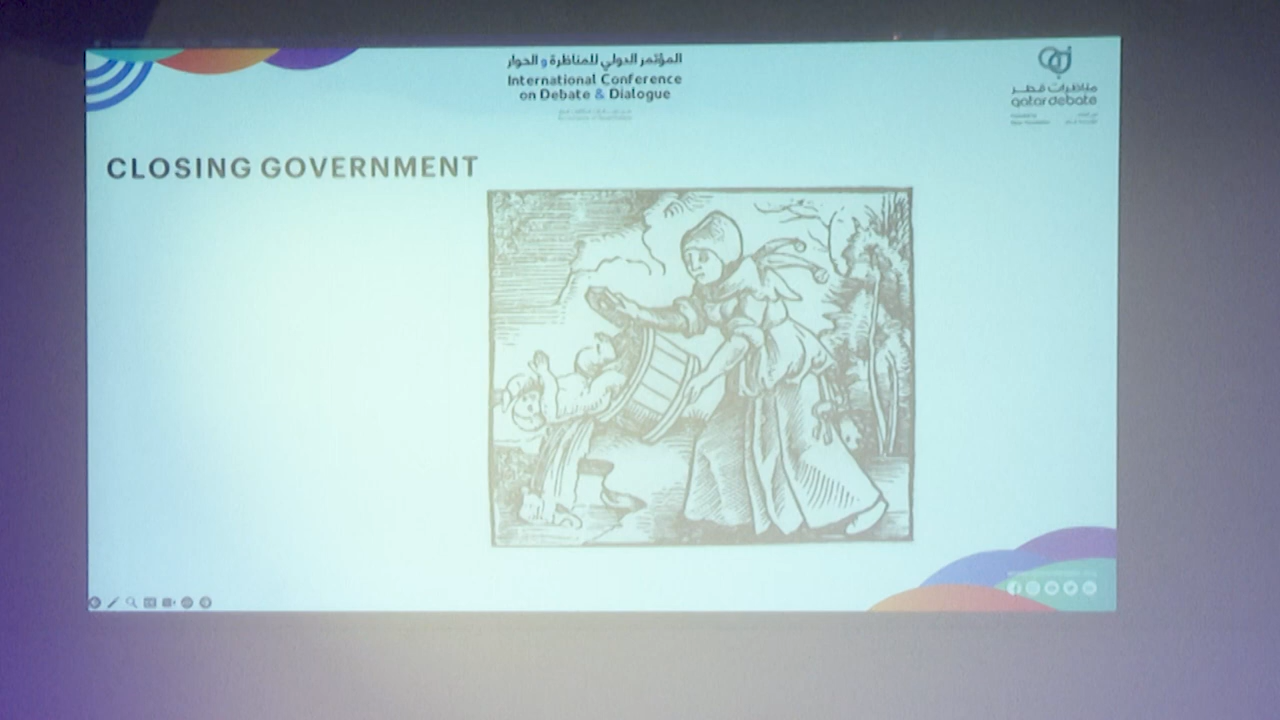 المؤتمر الدولي للمناظرة و الحوار
International Conference
on Debate & Dialogue
مناظرات قطر
qatardebate
CLOSING GOVERNMENT